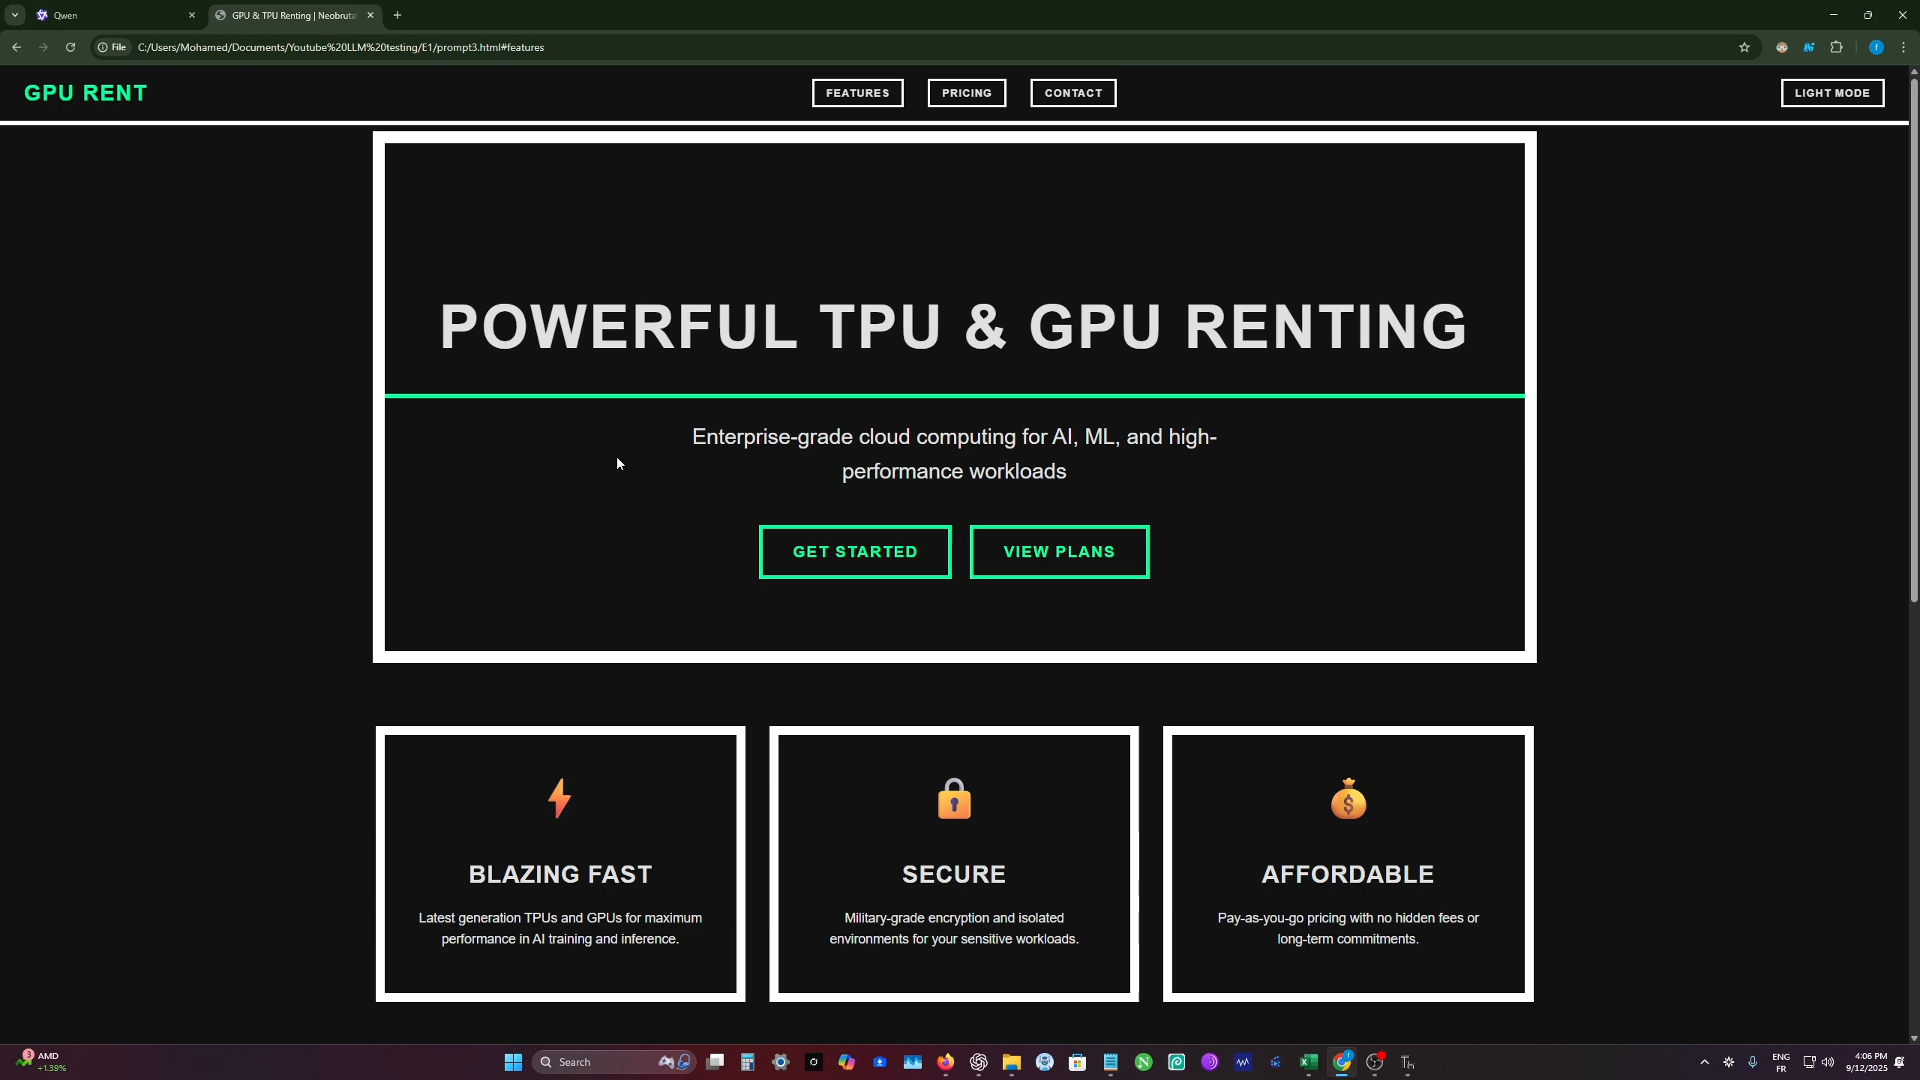 Qwen
GPU & TPU Renting | Neobruta
File
C:/Users/Mohamed/Documents/Youtube%20LLM%20testing/E1/prompt3.html#features
f
GPU RENT
FEATURES
PRICING
CONTACT
LIGHT MODE
POWERFUL TPU & GPU RENTING
Enterprise-grade cloud computing for AI, ML, and high-
performance workloads
GET STARTED
VIEW PLANS
BLAZING FAST
Latest generation TPUs and GPUs for maximum
performance in AI training and inference.
SECURE
Military-grade encryption and isolated
environments for your sensitive workloads.
AFFORDABLE
Pay-as-you-go pricing with no hidden fees or
long-term commitments.
3
AMD
+1.39%
Search
ENG
FR
4:06 PM
9/12/2025